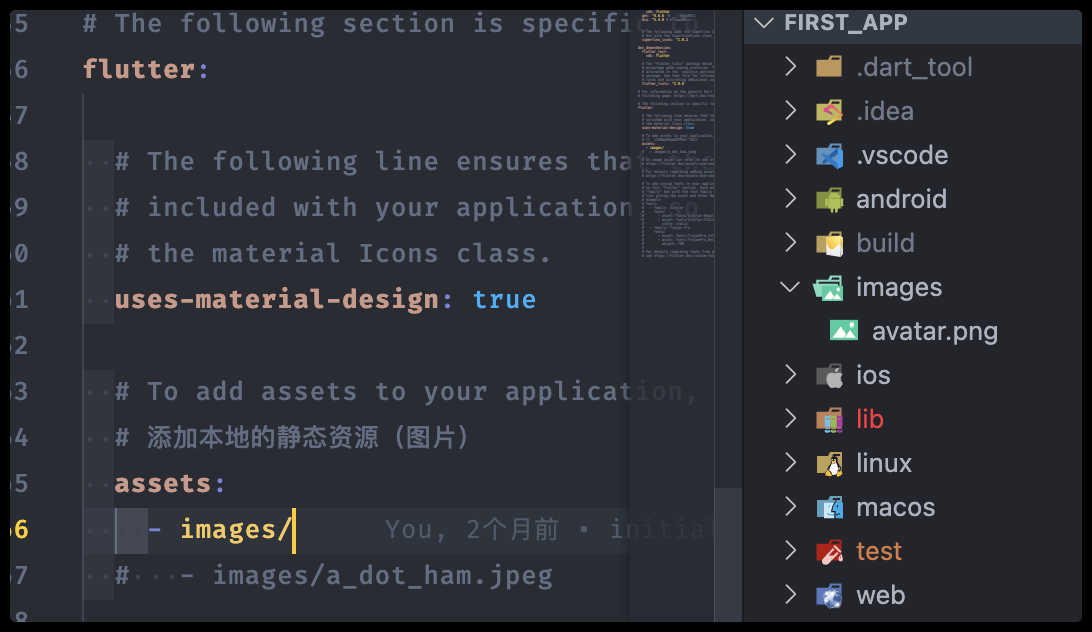 5 # The following section is specific
6 flutter:
7
8 # The following line ensures tha
9 # included with your application
0 # the material Icons class.
1 uses-material-design: true
2
3 # To add assets to your application,
4 # 添加本地的静态资源（图片）
5 assets:
6 - images/ You, 2个月前 • initial
7 # - images/a_dot_ham.jpeg
8
FIRST_APP
.dart_tool
.idea
.vscode
android
build
images
avatar.png
ios
lib
linux
macos
test
web